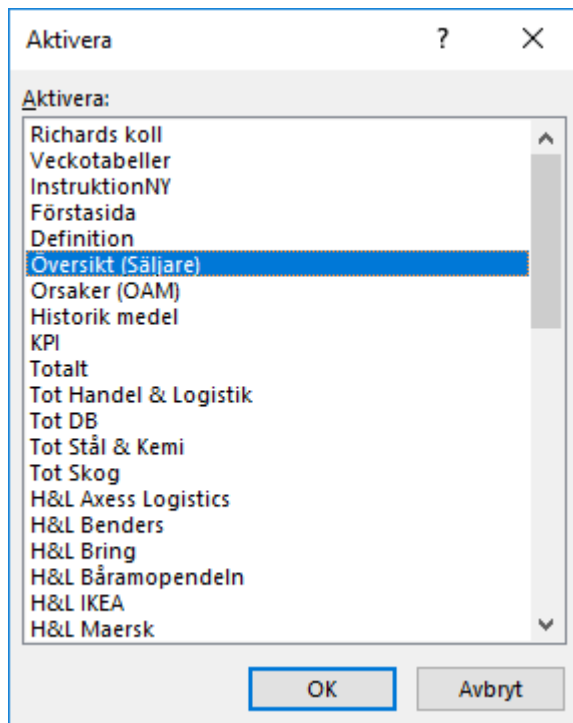 Aktivera
?
Aktivera:
Richards koll
Veckotabeller
InstruktionNY
Förstasida
Definition
Översikt (Säljare)
Orsaker (OAM)
Historik medel
KPI
Totalt
Tot Handel & Logistik
Tot DB
Tot Stål & Kemi
Tot Skog
H&L Axess Logistics
H&L Benders
H&L Bring
H&L Båramopendeln
H&L IKEA
H&L Maersk
OK
Avbryt